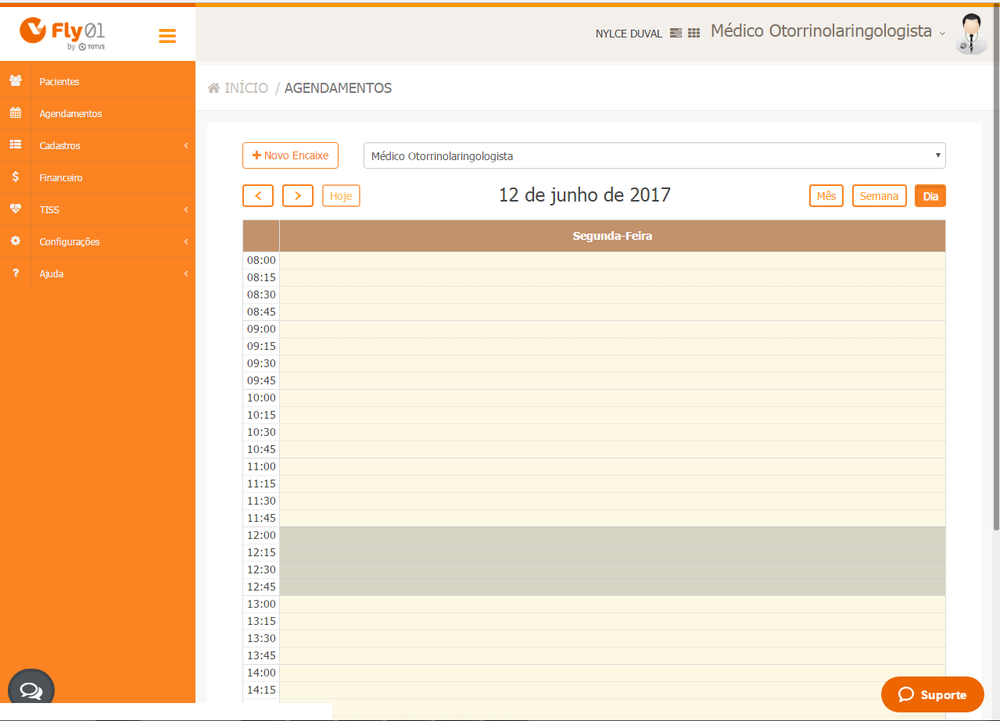 Fly01
by TOTVS
NYLCE DUVAL
Médico Otorrinolaringologista
Pacientes
Agendamentos
Cadastros
Financeiro
TISS
Configurações
Ajuda
INÍCIO / AGENDAMENTOS
+ Novo Encaixe
Médico Otorrinolaringologista
< > Hoje
12 de junho de 2017
Mês Semana Dia
Segunda-Feira
08:00
08:15
08:30
08:45
09:00
09:15
09:30
09:45
10:00
10:15
10:30
10:45
11:00
11:15
11:30
11:45
12:00
12:15
12:30
12:45
13:00
13:15
13:30
13:45
14:00
14:15
Suporte